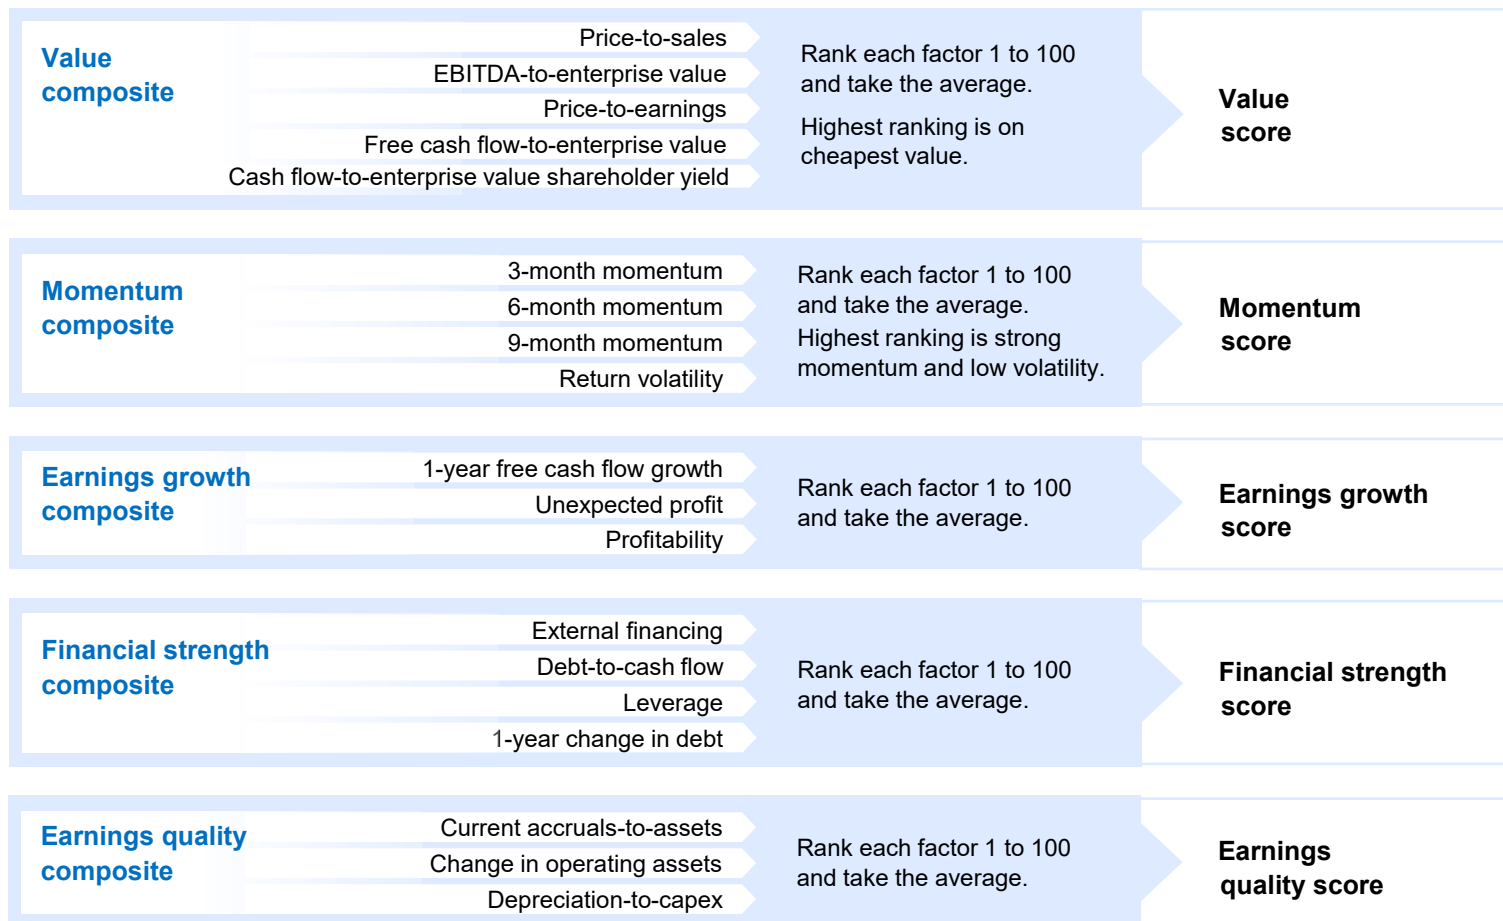 Value
composite
Price-to-sales
EBITDA-to-enterprise value
Price-to-earnings
Free cash flow-to-enterprise value
Cash flow-to-enterprise value shareholder yield
Rank each factor 1 to 100
and take the average.
Highest ranking is on
cheapest value.
Value
score
Momentum
composite
3-month momentum
6-month momentum
9-month momentum
Return volatility
Rank each factor 1 to 100
and take the average.
Highest ranking is strong
momentum and low volatility.
Momentum
score
Earnings growth
composite
1-year free cash flow growth
Unexpected profit
Profitability
Rank each factor 1 to 100
and take the average.
Earnings growth
score
Financial strength
composite
External financing
Debt-to-cash flow
Leverage
1-year change in debt
Rank each factor 1 to 100
and take the average.
Financial strength
score
Earnings quality
composite
Current accruals-to-assets
Change in operating assets
Depreciation-to-capex
Rank each factor 1 to 100
and take the average.
Earnings
quality score